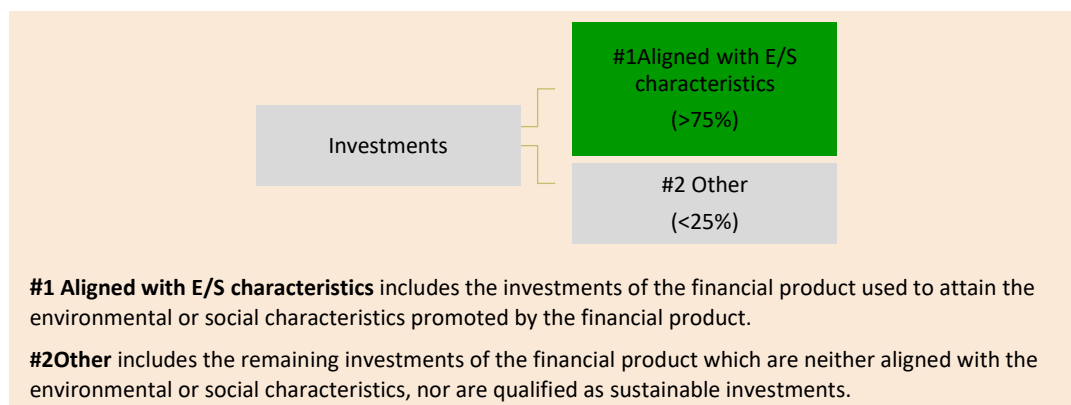 #1Aligned with E/S
characteristics
(>75%)
Investments
#2 Other
(<25%)
#1 Aligned with E/S characteristics includes the investments of the financial product used to attain the
environmental or social characteristics promoted by the financial product.
#2Other includes the remaining investments of the financial product which are neither aligned with the
environmental or social characteristics, nor are qualified as sustainable investments.